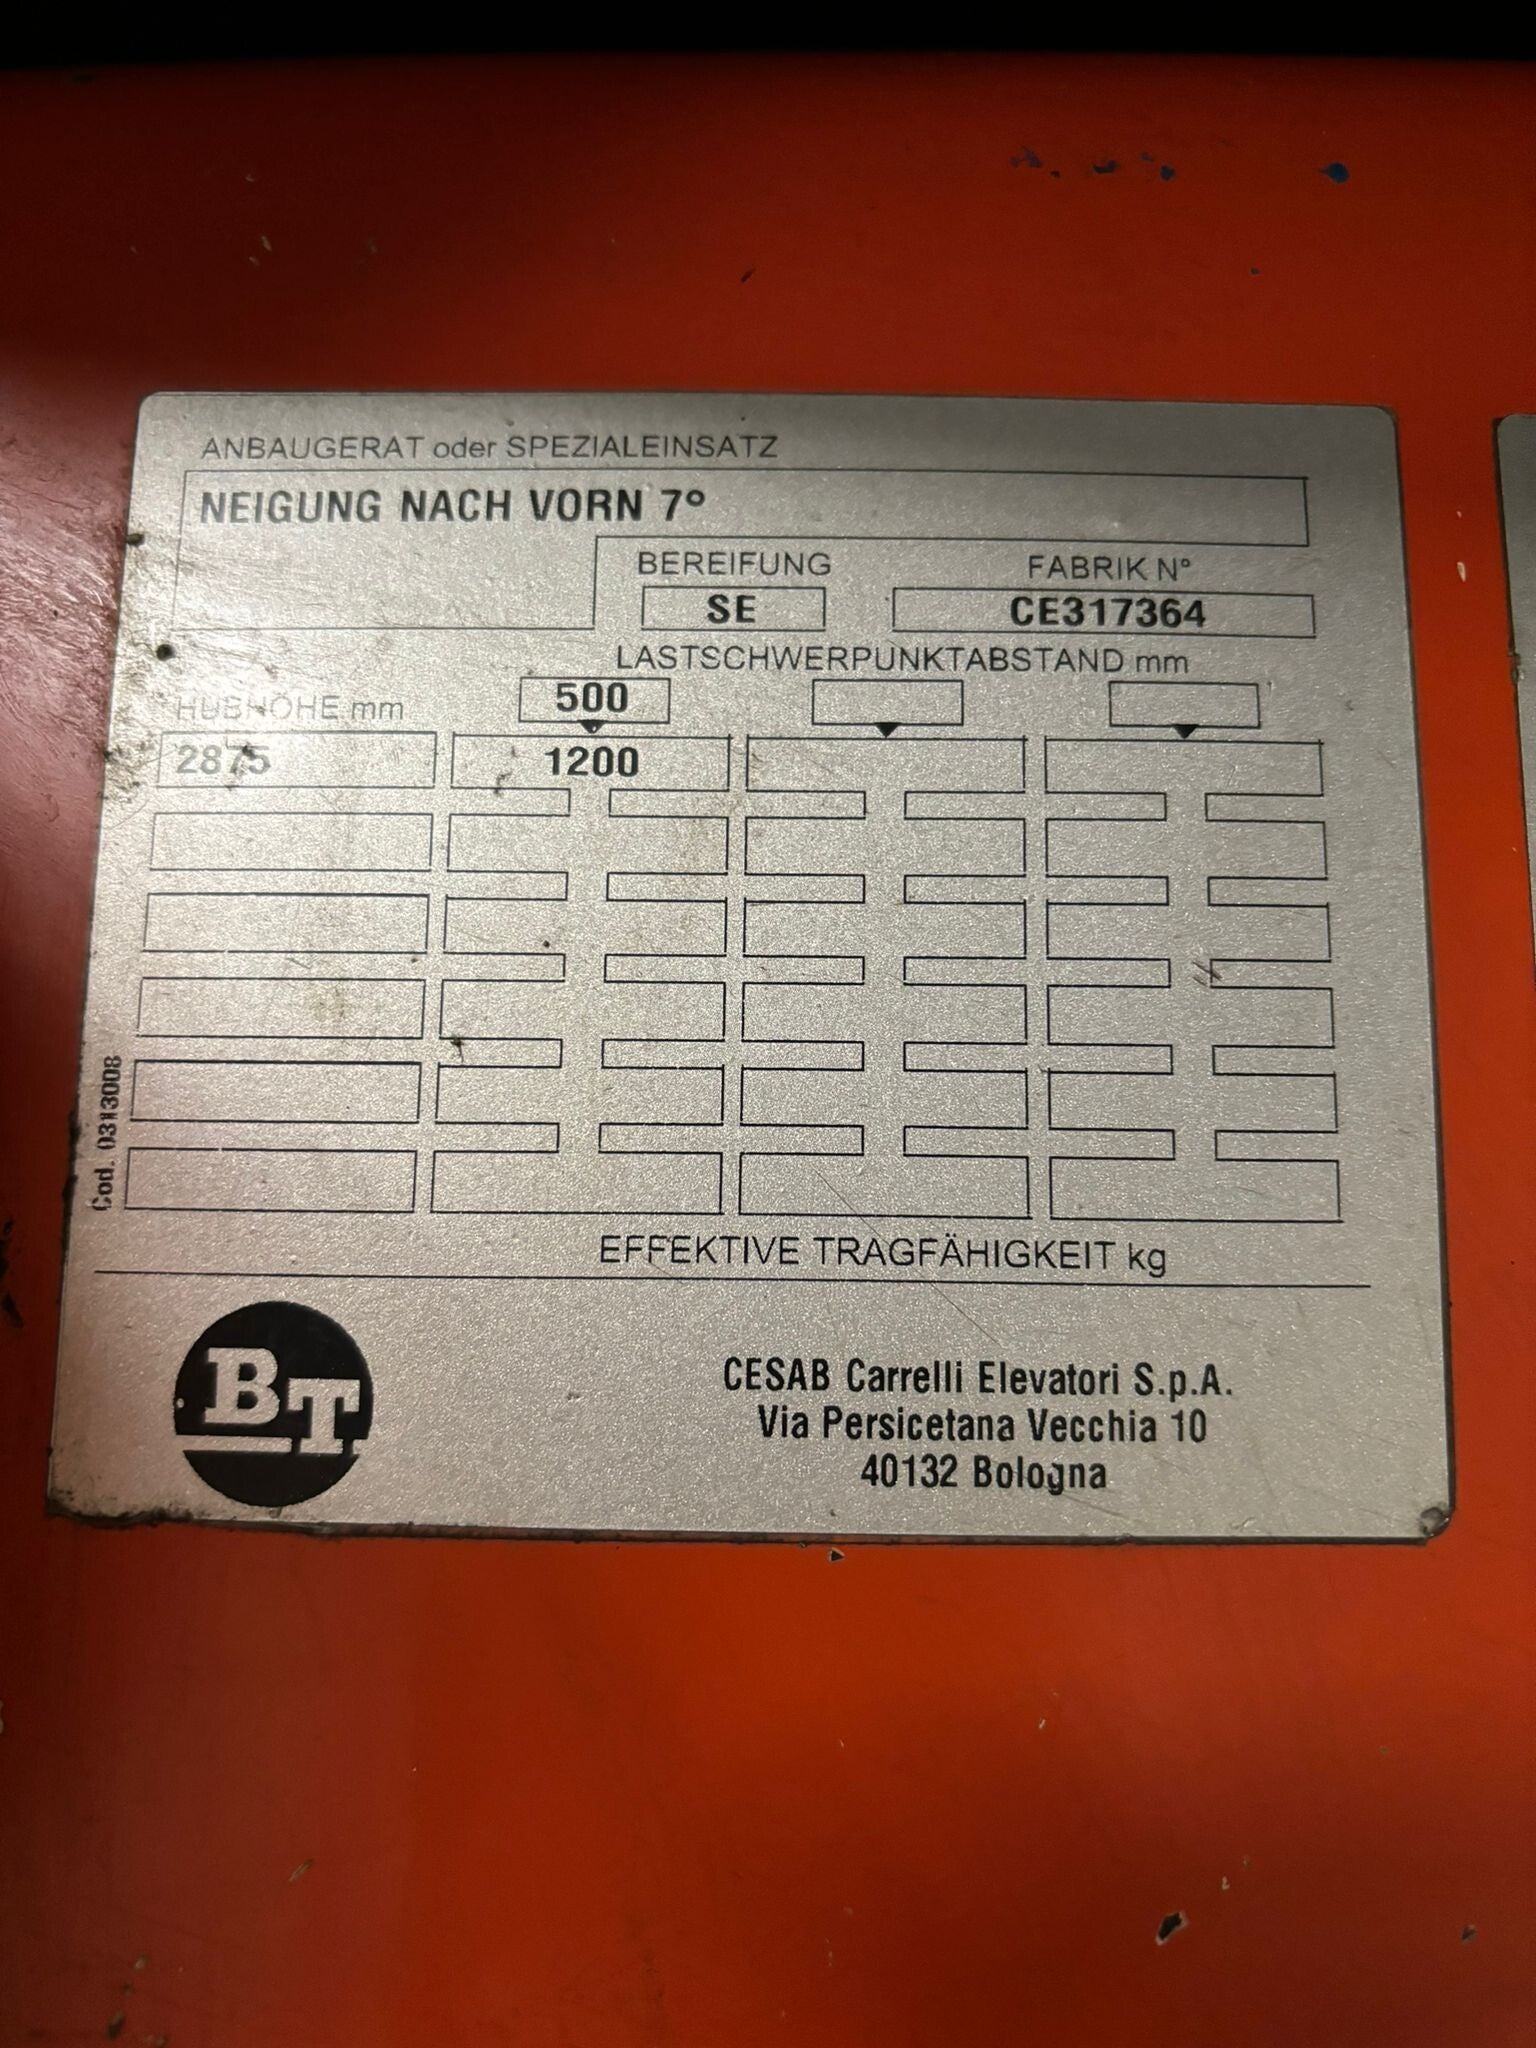 ANBAUGERAT oder SPEZIALEINSATZ
NEIGUNG NACH VORN 7°
BEREIFUNG FABRIK N°
SE CE317364
LASTSCHWERPUNKTABSTAND mm
HUBHÖHE mm 500
2875 1200
Cod. 0313008
EFFEKTIVE TRAGFÄHIGKEIT kg
BT
CESAB Carrelli Elevatori S.p.A.
Via Persicetana Vecchia 10
40132 Bologna